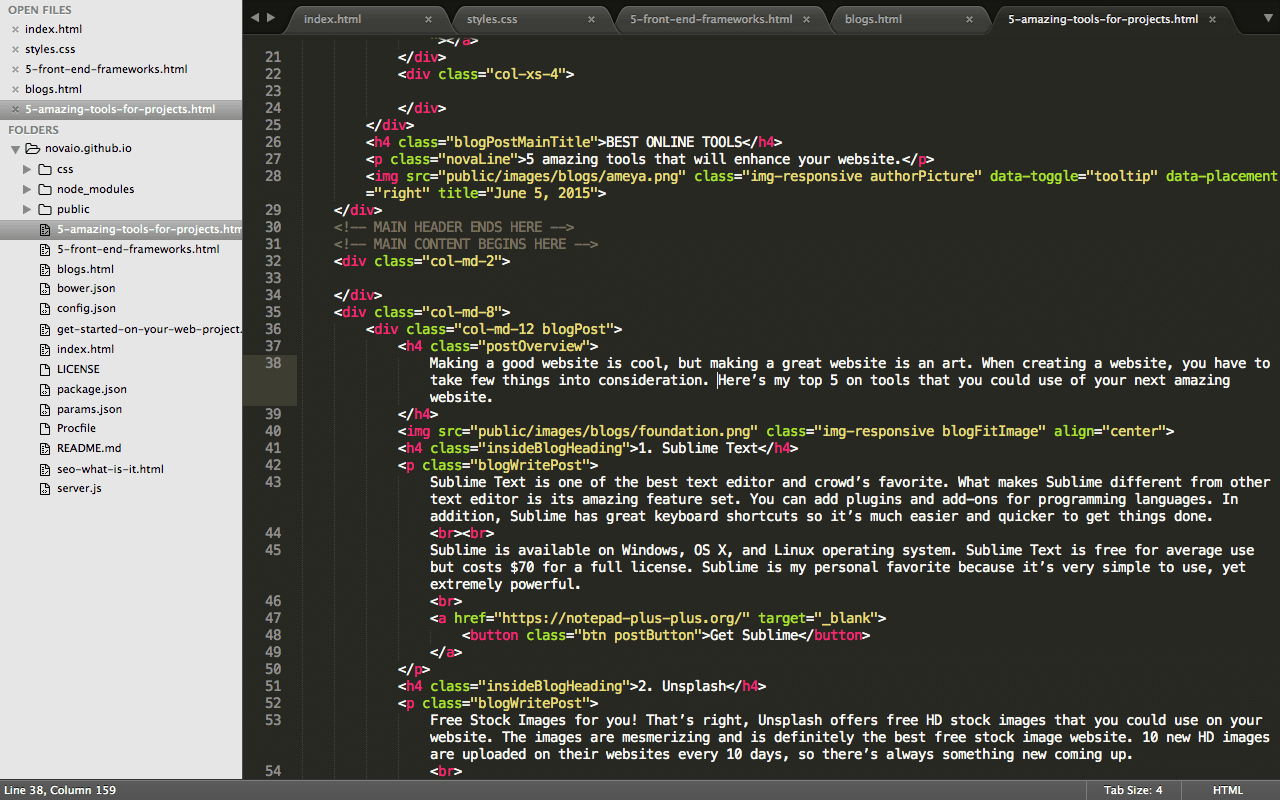 OPEN FILES
× index.html
× styles.css
× 5-front-end-frameworks.html
× blogs.html
× 5-amazing-tools-for-projects.html
FOLDERS
novaio.github.io
css
node_modules
public
5-amazing-tools-for-projects.htm
5-front-end-frameworks.html
blogs.html
bower.json
config.json
get-started-on-your-web-project.
index.html
LICENSE
package.json
params.json
Procfile
README.md
seo-what-is-it.html
server.js
index.html × styles.css × 5-front-end-frameworks.html × blogs.html × 5-amazing-tools-for-projects.html ×
"></a>
21 </div>
22 <div class="col-xs-4">
23
24 </div>
25 </div>
26 <h4 class="blogPostMainTitle">BEST ONLINE TOOLS</h4>
27 <p class="novaLine">5 amazing tools that will enhance your website.</p>
28 <img src="public/images/blogs/ameya.png" class="img-responsive authorPicture" data-toggle="tooltip" data-placement
="right" title="June 5, 2015">
29 </div>
30 <!-- MAIN HEADER ENDS HERE -->
31 <!-- MAIN CONTENT BEGINS HERE -->
32 <div class="col-md-2">
33
34 </div>
35 <div class="col-md-8">
36 <div class="col-md-12 blogPost">
37 <h4 class="postOverview">
38 Making a good website is cool, but making a great website is an art. When creating a website, you have to
take few things into consideration. Here's my top 5 on tools that you could use of your next amazing
website.
39 </h4>
40 <img src="public/images/blogs/foundation.png" class="img-responsive blogFitImage" align="center">
41 <h4 class="insideBlogHeading">1. Sublime Text</h4>
42 <p class="blogWritePost">
43 Sublime Text is one of the best text editor and crowd's favorite. What makes Sublime different from other
text editor is its amazing feature set. You can add plugins and add-ons for programming languages. In
addition, Sublime has great keyboard shortcuts so it's much easier and quicker to get things done.
44 <br><br>
45 Sublime is available on Windows, OS X, and Linux operating system. Sublime Text is free for average use
but costs $70 for a full license. Sublime is my personal favorite because it's very simple to use, yet
extremely powerful.
46 <br>
47 <a href="https://notepad-plus-plus.org/" target="_blank">
48 <button class="btn postButton">Get Sublime</button>
49 </a>
50 </p>
51 <h4 class="insideBlogHeading">2. Unsplash</h4>
52 <p class="blogWritePost">
53 Free Stock Images for you! That's right, Unsplash offers free HD stock images that you could use on your
website. The images are mesmerizing and is definitely the best free stock image website. 10 new HD images
are uploaded on their websites every 10 days, so there's always something new coming up.
54 <br>
Line 38, Column 159 Tab Size: 4 HTML